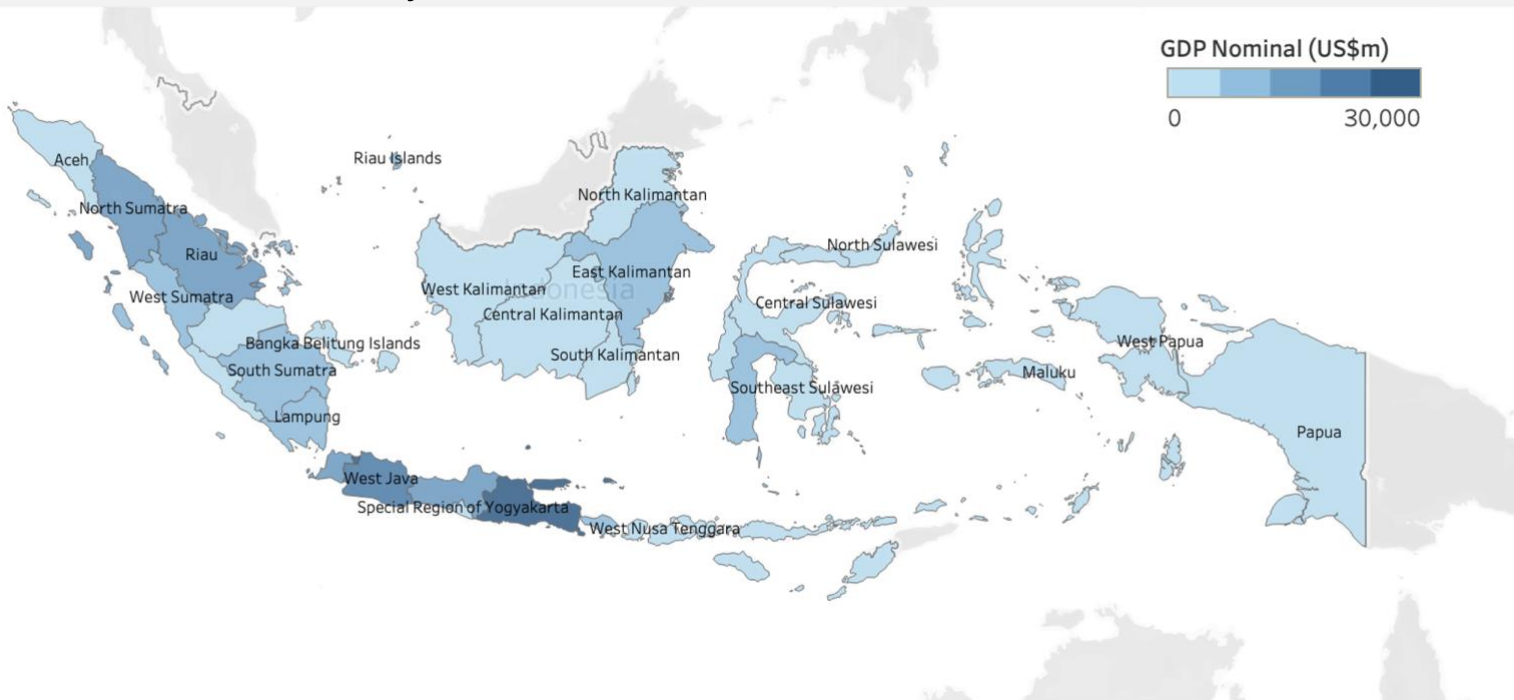 GDP Nominal (US$m)
0 30,000
Aceh
Riau Islands
North Sumatra
North Kalimantan
Riau
North Sulawesi
East Kalimantan
West Sumatra
West Kalimantan
Indonesia
Central Sulawesi
Central Kalimantan
Bangka Belitung Islands
West Papua
South Kalimantan
South Sumatra
Maluku
Southeast Sulawesi
Lampung
Papua
West Java
Special Region of Yogyakarta
West Nusa Tenggara